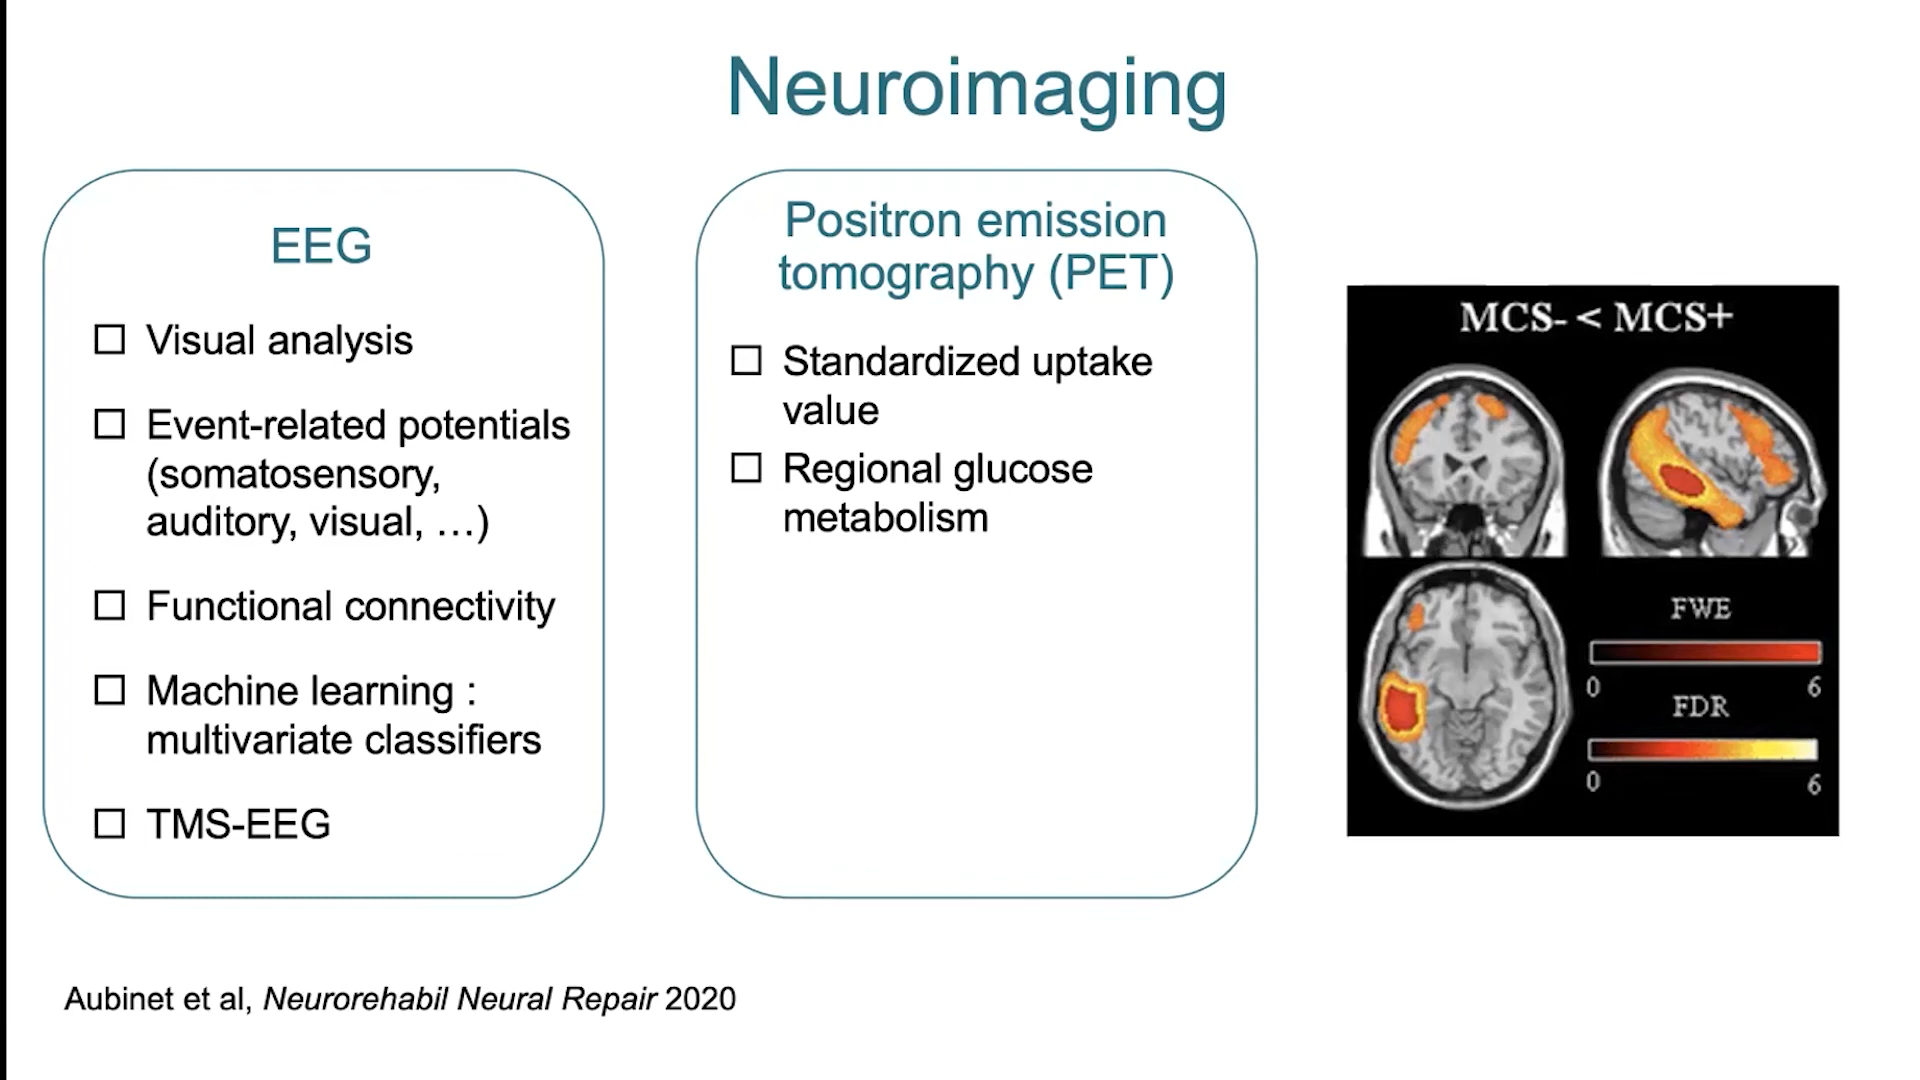 Neuroimaging
EEG
☐ Visual analysis
☐ Event-related potentials
(somatosensory,
auditory, visual, …)
☐ Functional connectivity
☐ Machine learning :
multivariate classifiers
☐ TMS-EEG
Positron emission
tomography (PET)
☐ Standardized uptake
value
☐ Regional glucose
metabolism
MCS- < MCS+
FWE
0 6
FDR
0 6
Aubinet et al, Neurorehabil Neural Repair 2020